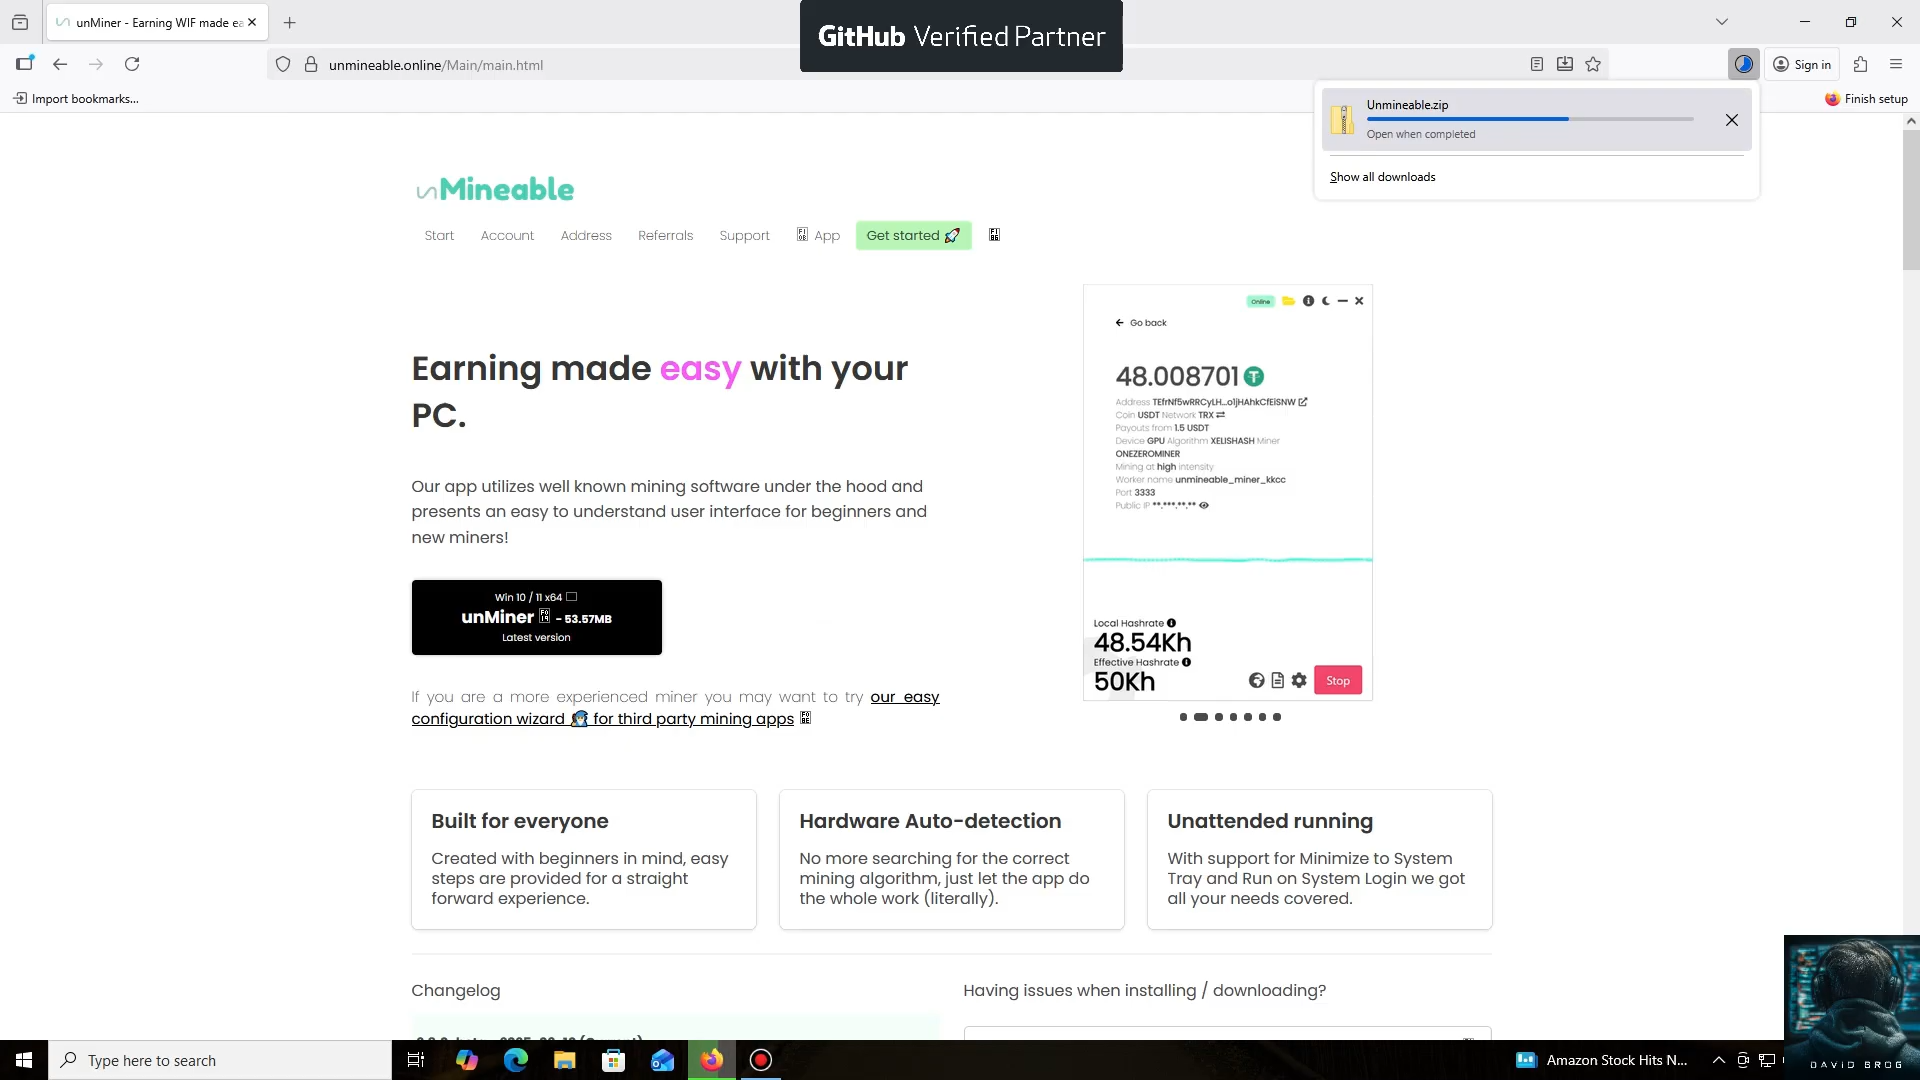 unMiner - Earning WIF made ea
GitHub Verified Partner
unmineable.online/Main/main.html
Sign in
Import bookmarks...
Finish setup
Unmineable.zip
Open when completed
Show all downloads
unMineable
Start
Account
Address
Referrals
Support
App
Get started 🚀
Earning made easy with your
PC.
Our app utilizes well known mining software under the hood and
presents an easy to understand user interface for beginners and
new miners!
Win 10 / 11 x64
unMiner - 53.57MB
Latest version
If you are a more experienced miner you may want to try our easy
configuration wizard for third party mining apps
Online
Go back
48.008701
Address TEfrNf5wRRCyLH...o1jHAhkCfEiSNW
Coin USDT Network TRX
Payouts from 1.5 USDT
Device GPU Algorithm XELISHASH Miner
ONEZEROMINER
Mining at high intensity
Worker name unmineable_miner_kkcc
Port 3333
Public IP **.***.**.**
Local Hashrate
48.54Kh
Effective Hashrate
50Kh
Stop
Built for everyone
Created with beginners in mind, easy
steps are provided for a straight
forward experience.
Hardware Auto-detection
No more searching for the correct
mining algorithm, just let the app do
the whole work (literally).
Unattended running
With support for Minimize to System
Tray and Run on System Login we got
all your needs covered.
Changelog
Having issues when installing / downloading?
Type here to search
Amazon Stock Hits N...
DAVID BROG